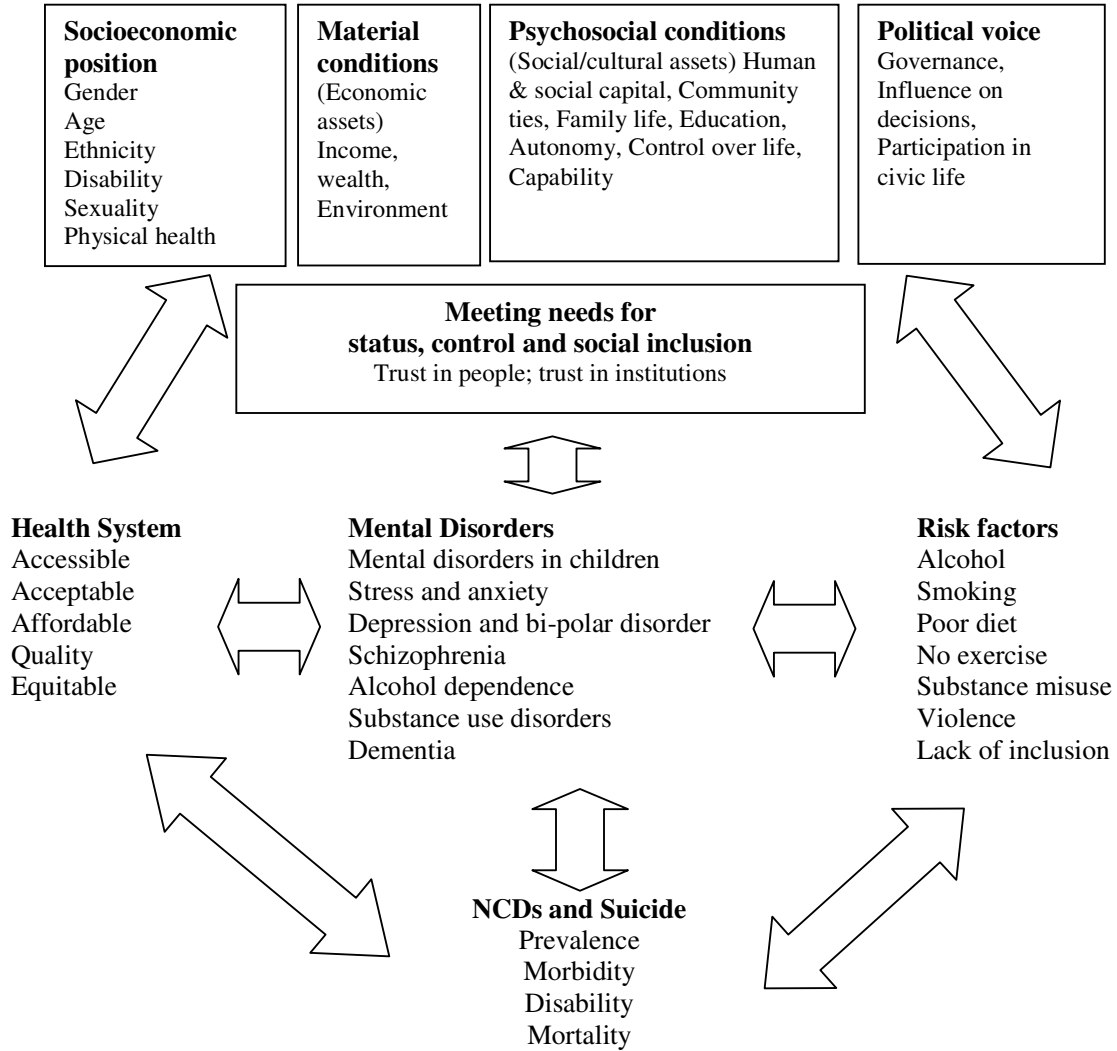 Socioeconomic
position
Gender
Age
Ethnicity
Disability
Sexuality
Physical health
Material
conditions
(Economic
assets)
Income,
wealth,
Environment
Psychosocial conditions
(Social/cultural assets) Human
& social capital, Community
ties, Family life, Education,
Autonomy, Control over life,
Capability
Political voice
Governance,
Influence on
decisions,
Participation in
civic life
Meeting needs for
status, control and social inclusion
Trust in people; trust in institutions
Health System
Accessible
Acceptable
Affordable
Quality
Equitable
Mental Disorders
Mental disorders in children
Stress and anxiety
Depression and bi-polar disorder
Schizophrenia
Alcohol dependence
Substance use disorders
Dementia
Risk factors
Alcohol
Smoking
Poor diet
No exercise
Substance misuse
Violence
Lack of inclusion
NCDs and Suicide
Prevalence
Morbidity
Disability
Mortality